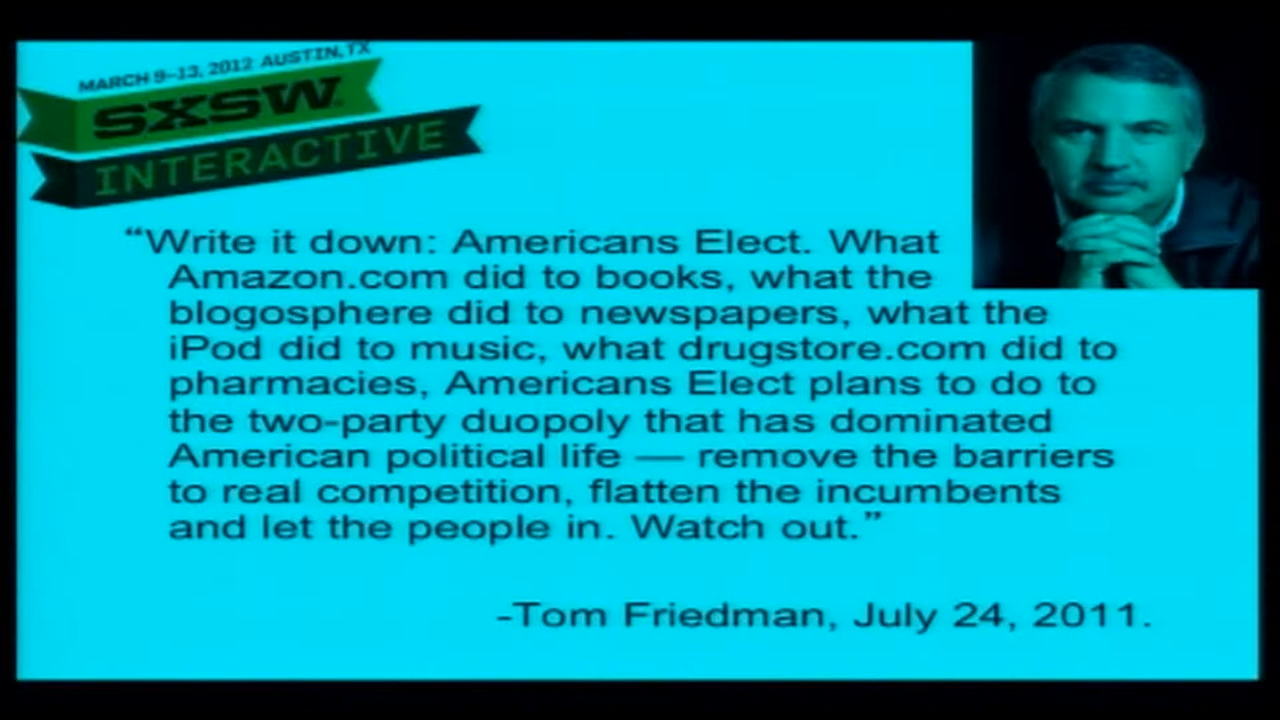 MARCH 9-13, 2012 AUSTIN, TX
SXSW
INTERACTIVE
“Write it down: Americans Elect. What
Amazon.com did to books, what the
blogosphere did to newspapers, what the
iPod did to music, what drugstore.com did to
pharmacies, Americans Elect plans to do to
the two-party duopoly that has dominated
American political life — remove the barriers
to real competition, flatten the incumbents
and let the people in. Watch out.”
-Tom Friedman, July 24, 2011.